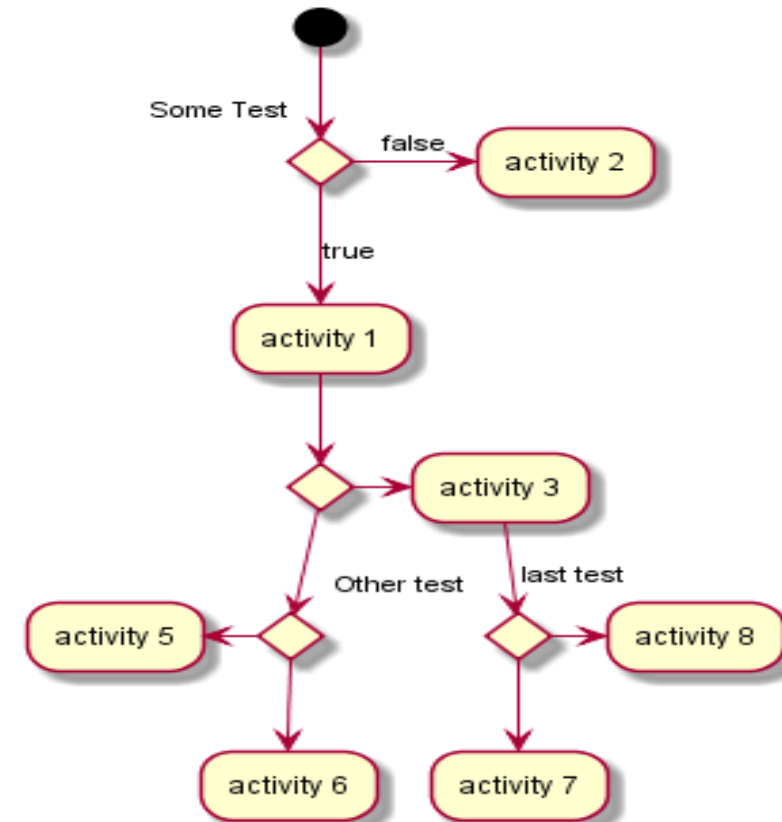 Some Test
false
activity 2
true
activity 1
activity 3
Other test
last test
activity 5
activity 8
activity 6
activity 7